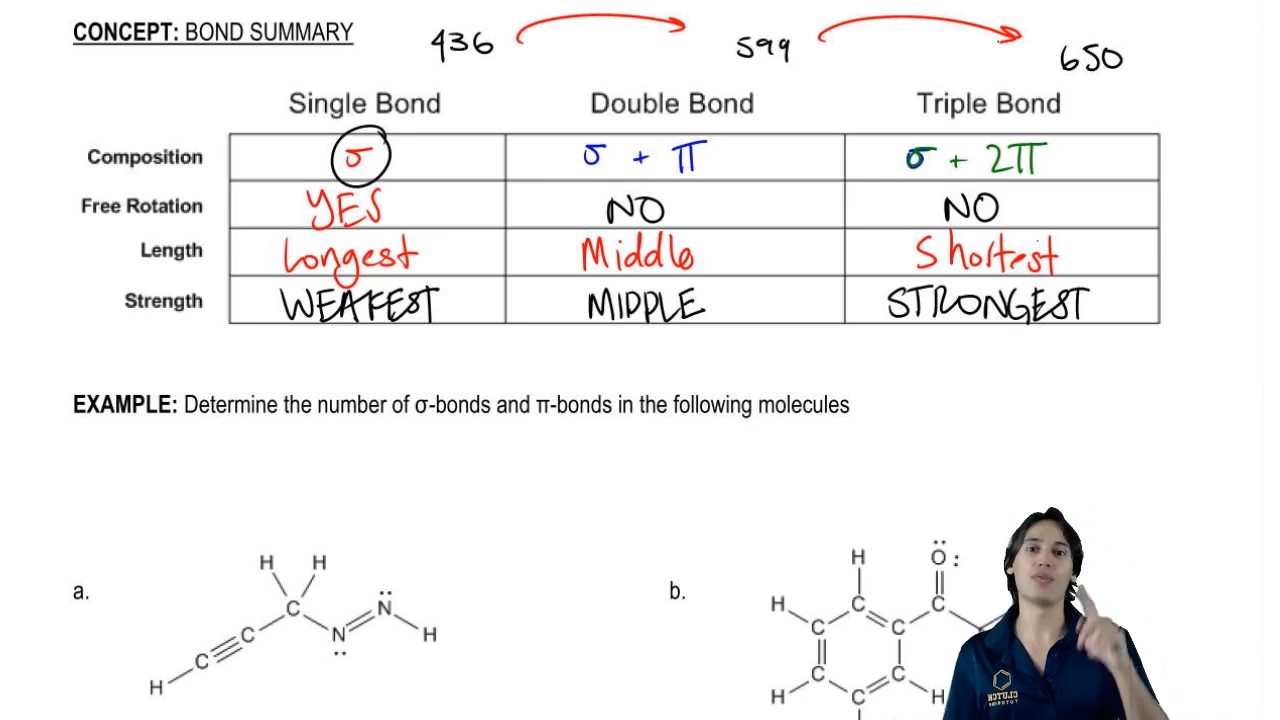 CONCEPT: BOND SUMMARY
436
599
650
Single Bond
Double Bond
Triple Bond
Composition
σ
σ + π
σ + 2π
Free Rotation
YES
NO
NO
Length
Longest
Middle
Shortest
Strength
WEAKEST
MIDDLE
STRONGEST
EXAMPLE: Determine the number of σ-bonds and π-bonds in the following molecules
a.
H H
C
N
N
H
C
C
H
b.
H
O
H
C
C
C
C
C
C
H
C
H